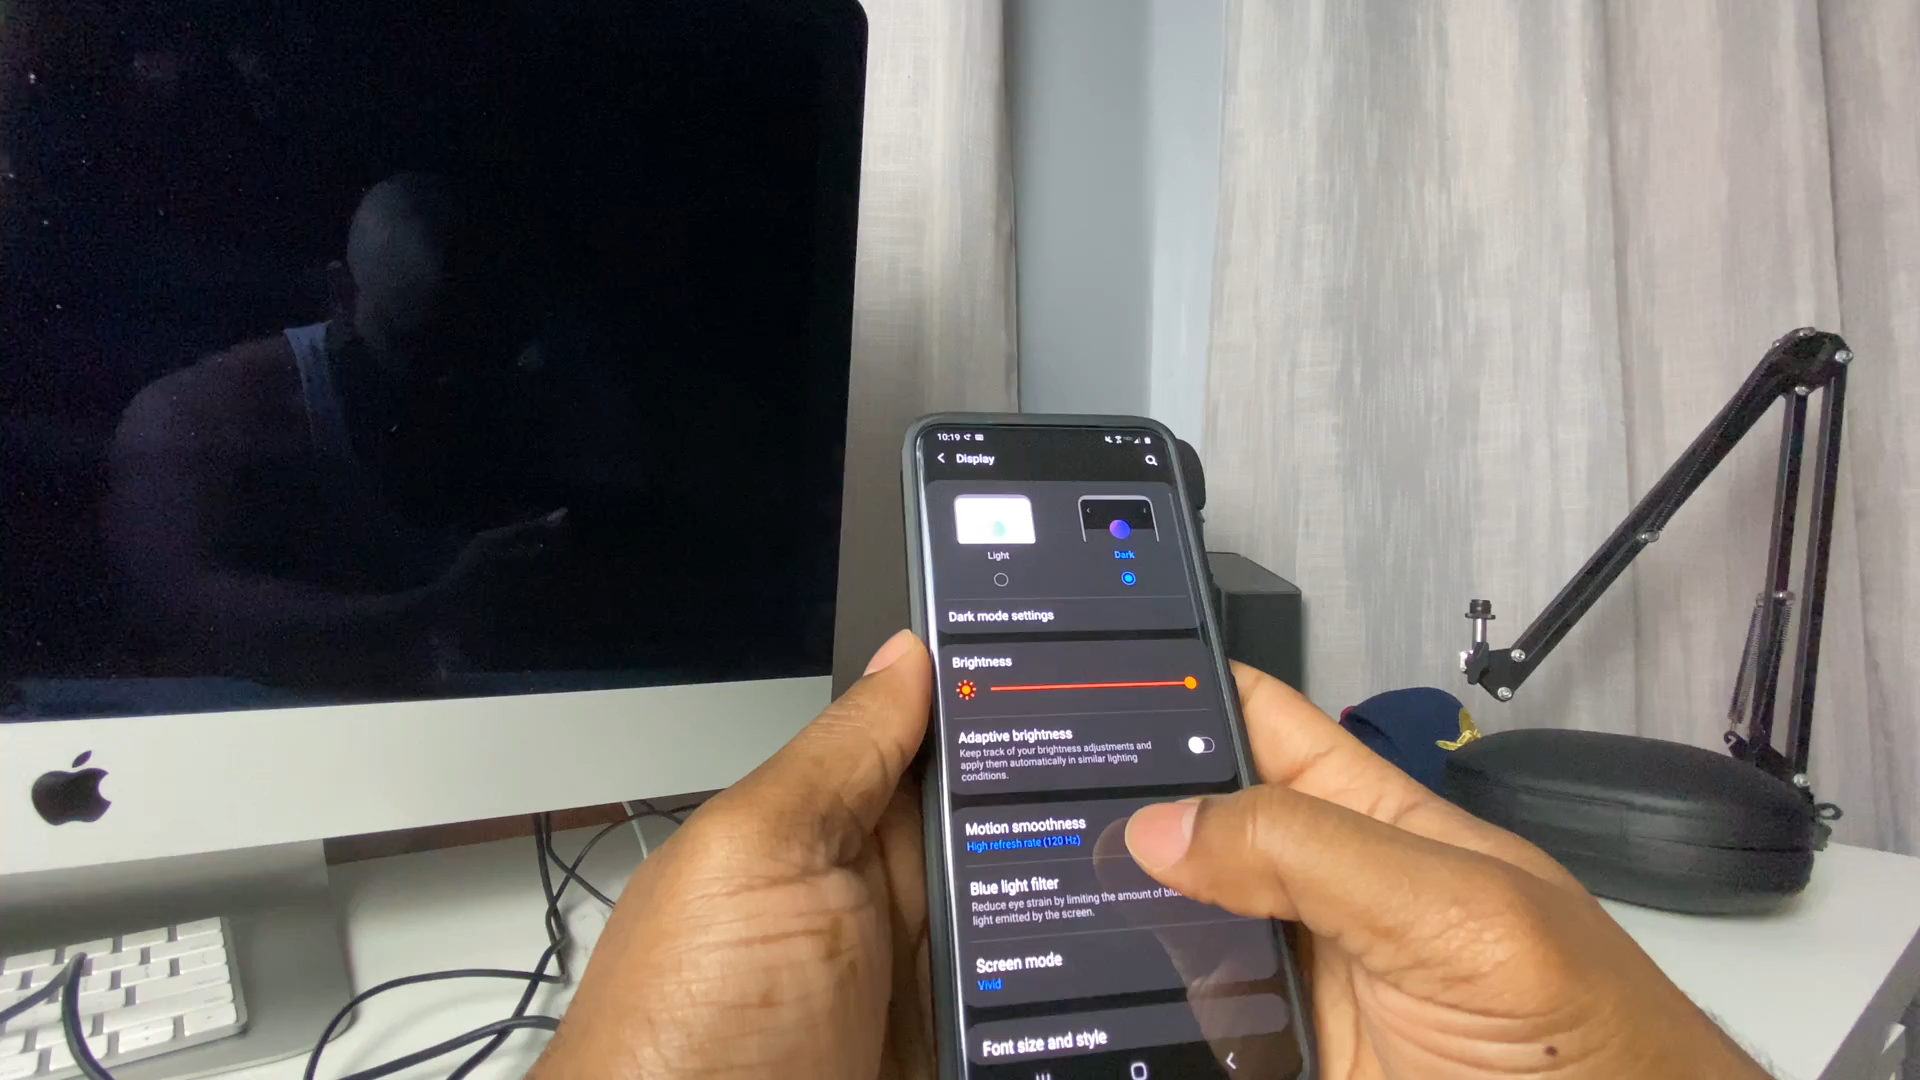 10:19
Display
Light
Dark
Dark mode settings
Brightness
Adaptive brightness
Keep track of your brightness adjustments and
apply them automatically in similar lighting
conditions.
Motion smoothness
High refresh rate (120 Hz)
Blue light filter
Reduce eye strain by limiting the amount of
light emitted by the screen.
Screen mode
Vivid
Font size and style